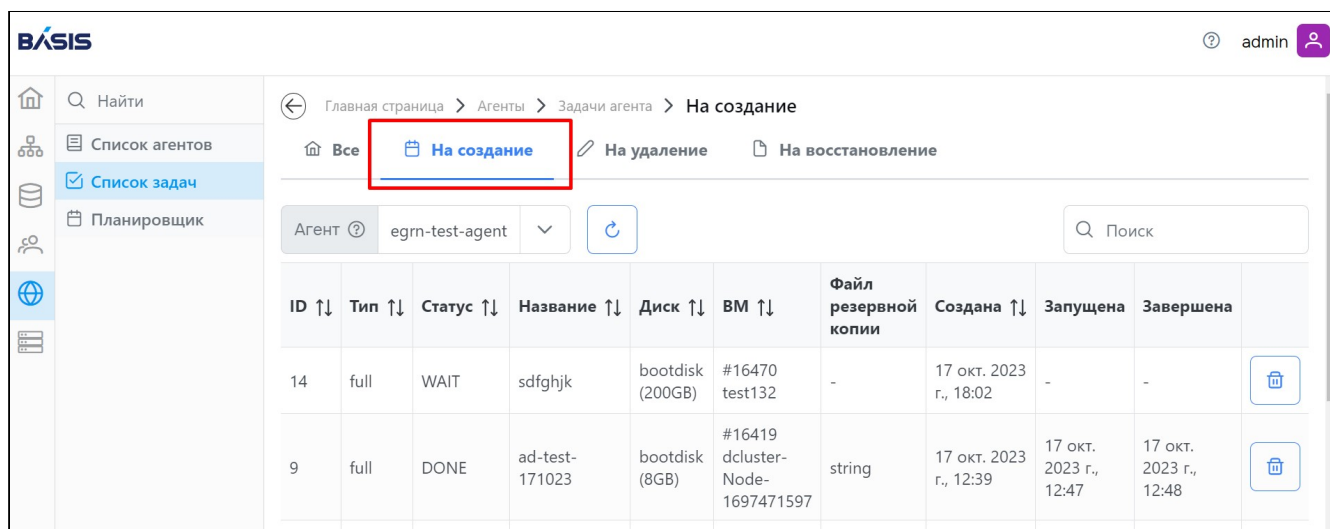 BASIS
admin
Найти
Список агентов
Список задач
Планировщик
Главная страница > Агенты > Задачи агента > На создание
Все На создание На удаление На восстановление
Агент egrn-test-agent
Поиск
ID Тип Статус Название Диск ВМ Файл резервной копии Создана Запущена Завершена
14 full WAIT sdfghjk bootdisk (200GB) #16470 test132 - 17 окт. 2023 г., 18:02 - -
9 full DONE ad-test-171023 bootdisk (8GB) #16419 dcluster-Node-1697471597 string 17 окт. 2023 г., 12:39 17 окт. 2023 г., 12:47 17 окт. 2023 г., 12:48